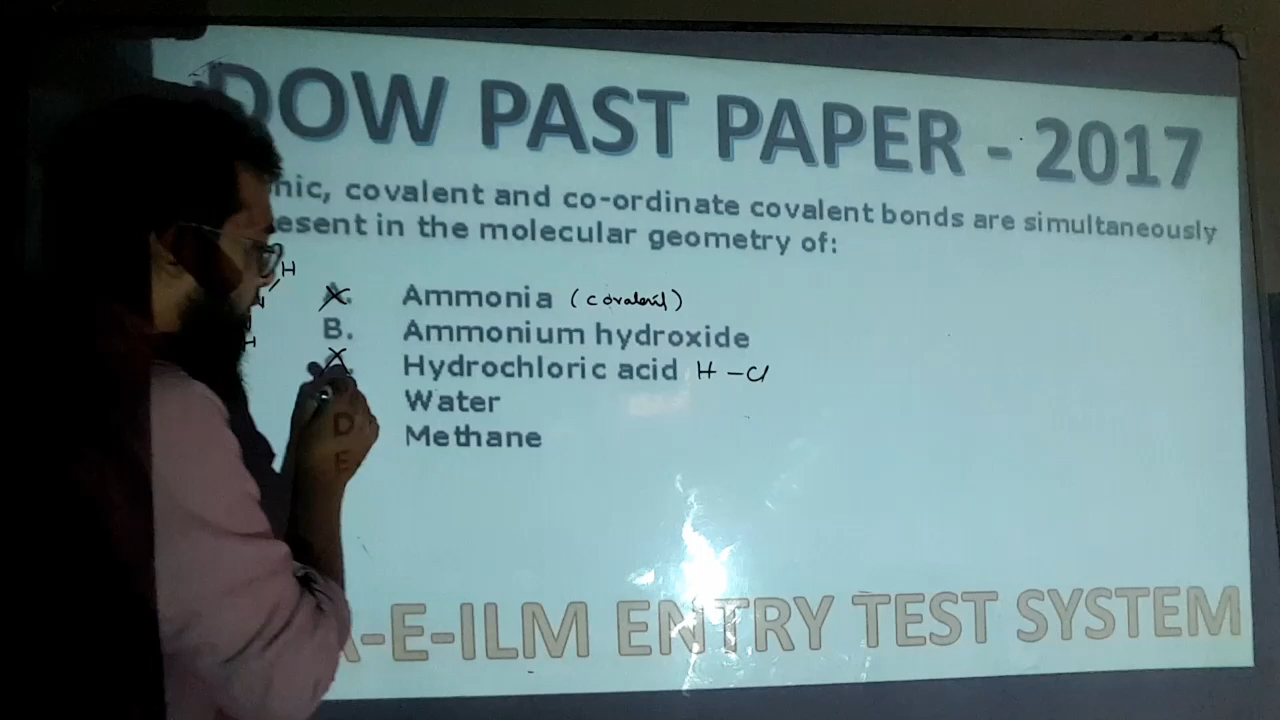 DOW PAST PAPER - 2017
nic, covalent and co-ordinate covalent bonds are simultaneously
esent in the molecular geometry of:
H
Ammonia (covalent)
B. Ammonium hydroxide
H
Hydrochloric acid H-Cl
Water
D
Methane
E
-E-ILM ENTRY TEST SYSTEM